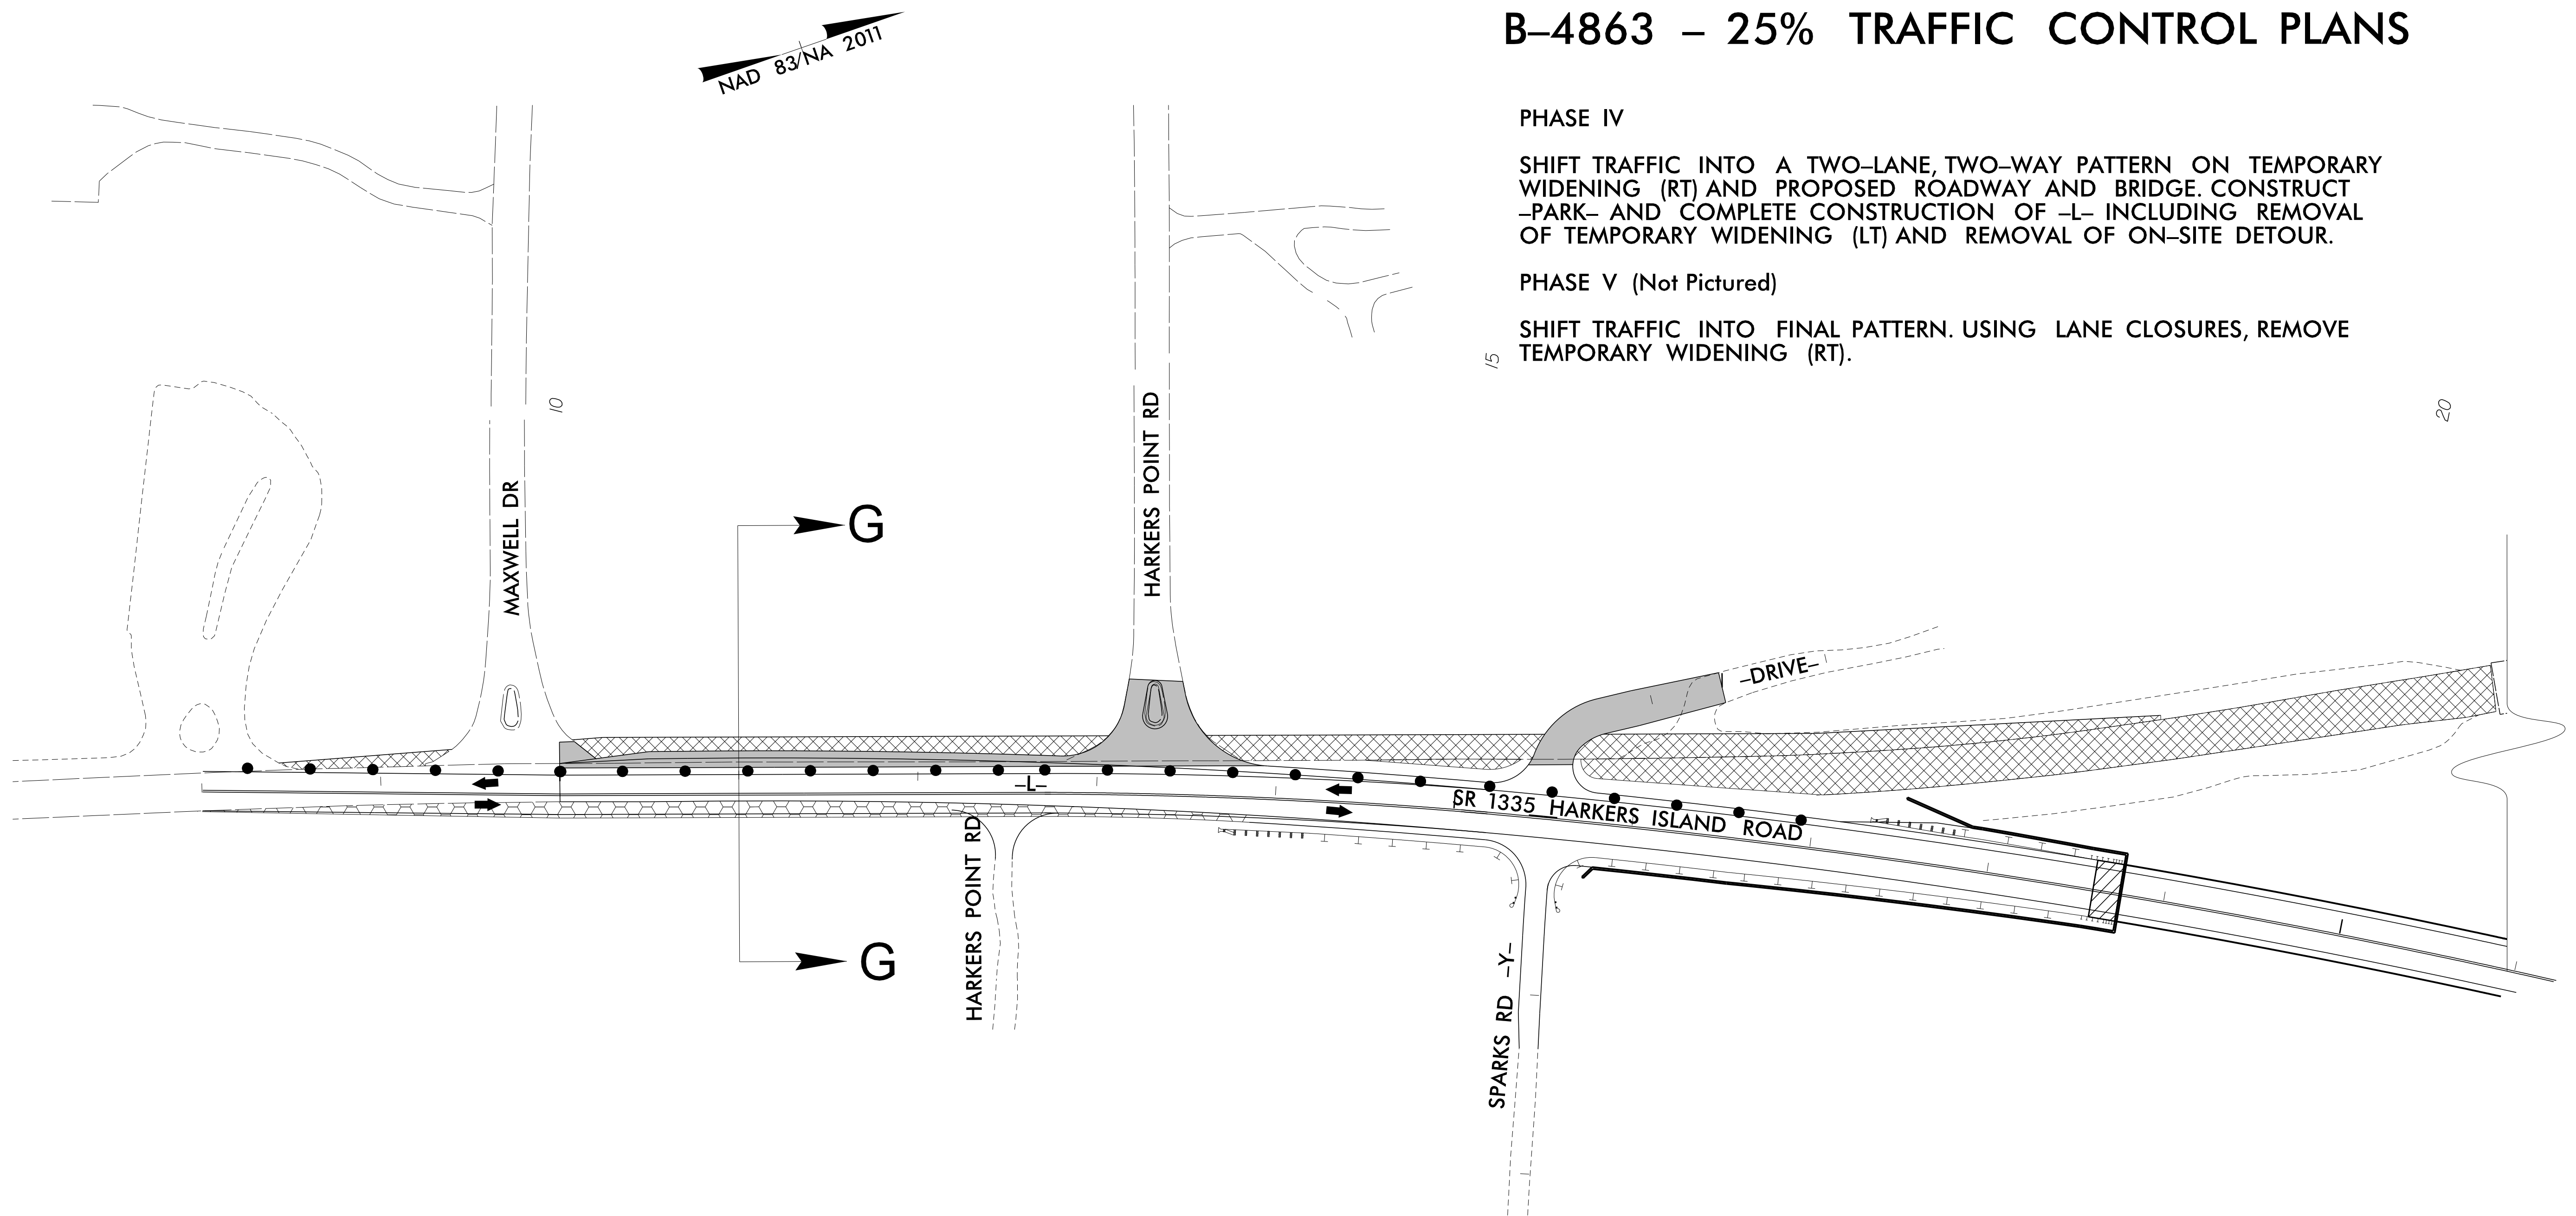 B–4863 – 25% TRAFFIC CONTROL PLANS
NAD 83/NA 2011
PHASE IV
SHIFT TRAFFIC INTO A TWO–LANE, TWO–WAY PATTERN ON TEMPORARY
WIDENING (RT) AND PROPOSED ROADWAY AND BRIDGE. CONSTRUCT
–PARK– AND COMPLETE CONSTRUCTION OF –L– INCLUDING REMOVAL
OF TEMPORARY WIDENING (LT) AND REMOVAL OF ON–SITE DETOUR.
PHASE V (Not Pictured)
SHIFT TRAFFIC INTO FINAL PATTERN. USING LANE CLOSURES, REMOVE
TEMPORARY WIDENING (RT).
10
15
20
MAXWELL DR
HARKERS POINT RD
G
–DRIVE–
–L–
SR 1335 HARKERS ISLAND ROAD
HARKERS POINT RD
G
SPARKS RD –Y–